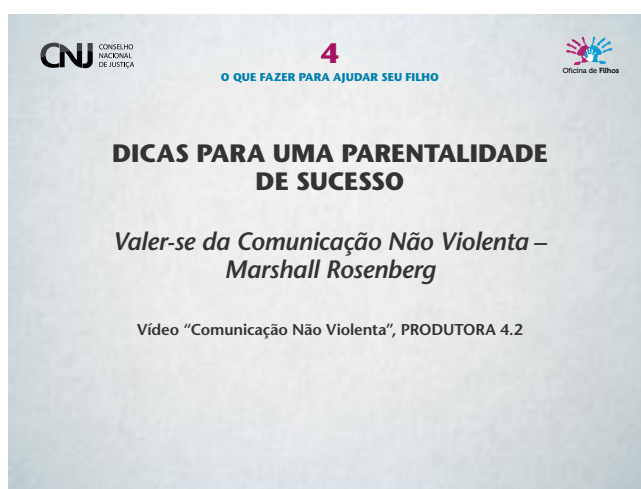 CNJ
CONSELHO
NACIONAL
DE JUSTIÇA
4
O QUE FAZER PARA AJUDAR SEU FILHO
Oficina de Filhos
DICAS PARA UMA PARENTALIDADE
DE SUCESSO
Valer-se da Comunicação Não Violenta –
Marshall Rosenberg
Vídeo “Comunicação Não Violenta”, PRODUTORA 4.2